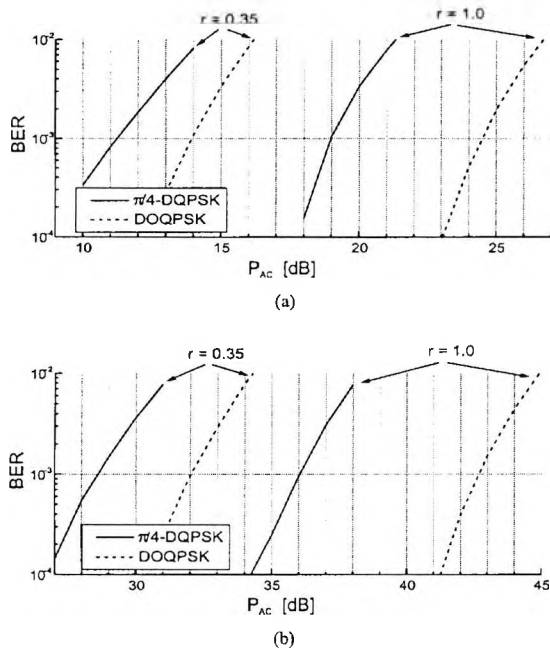 r = 0.35
r = 1.0
10⁻²
10⁻³
10⁻⁴
BER
π/4-DQPSK
DOQPSK
10 15 20 25
P_AC [dB]
(a)
r = 0.35
r = 1.0
10⁻²
10⁻³
10⁻⁴
BER
π/4-DQPSK
DOQPSK
30 35 40 45
P_AC [dB]
(b)